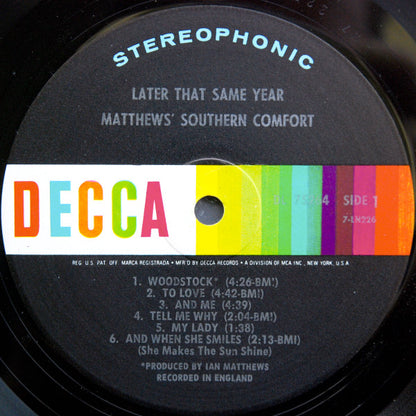 STEREOPHONIC
LATER THAT SAME YEAR
MATTHEWS' SOUTHERN COMFORT
DECCA
SIDE 1
7-LN226
REG. U.S. PAT. OFF. MARCA REGISTRADA • MFR'D BY DECCA RECORDS • A DIVISION OF MCA INC., NEW YORK, U.S.A
1. WOODSTOCK* (4:26-BMI)
2. TO LOVE (4:42-BMI)
3. AND ME (4:39)
4. TELL ME WHY (2:04-BMI)
5. MY LADY (1:38)
6. AND WHEN SHE SMILES (2:13-BMI)
(She Makes The Sun Shine)
*PRODUCED BY IAN MATTHEWS
RECORDED IN ENGLAND